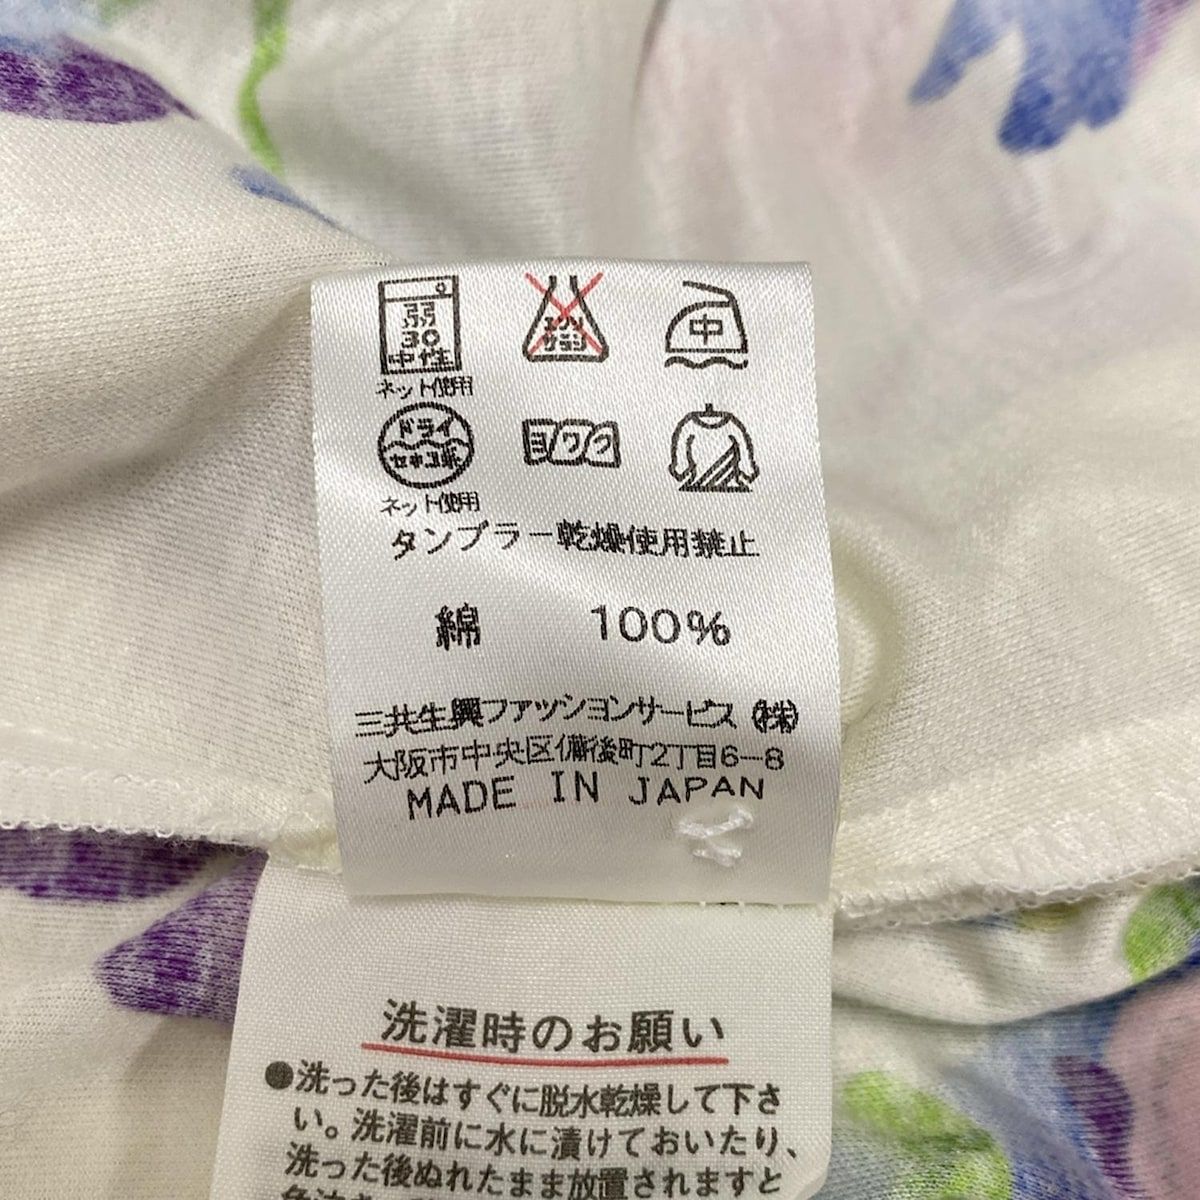 弱
30
中性
ネット使用
エンソ
サラシ
中
ドライ
セキユ系
ネット使用
ヨワク
タンブラー乾燥使用禁止
綿 100%
三共生興ファッションサービス㈱
大阪市中央区備後町2丁目6-8
MADE IN JAPAN
洗濯時のお願い
●洗った後はすぐに脱水乾燥して下さ
い。洗濯前に水に漬けておいたり、
洗った後ぬれたまま放置されますと